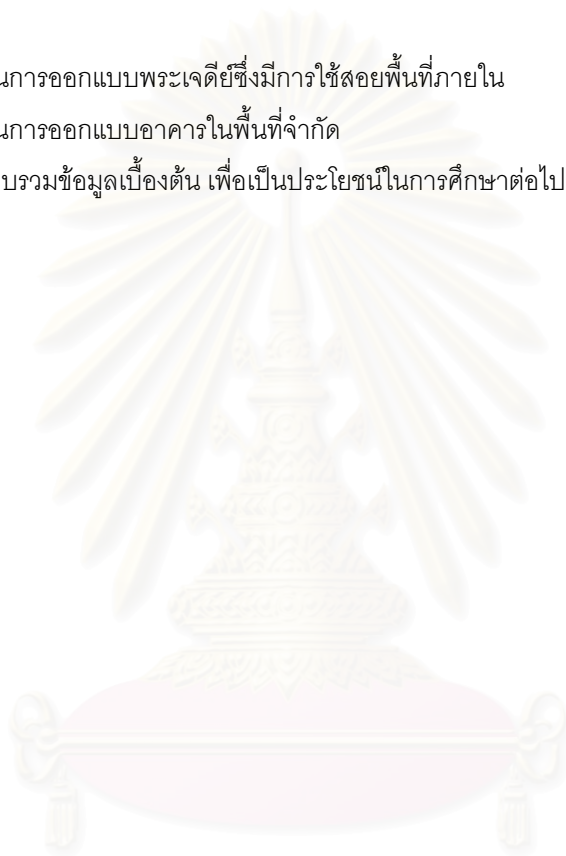 นการออกแบบพระเจดีย์ซึ่งมีการใช้สอยพื้นที่ภายใน
นการออกแบบอาคารในพื้นที่จำกัด
บรวมข้อมูลเบื้องต้น เพื่อเป็นประโยชน์ในการศึกษาต่อไป